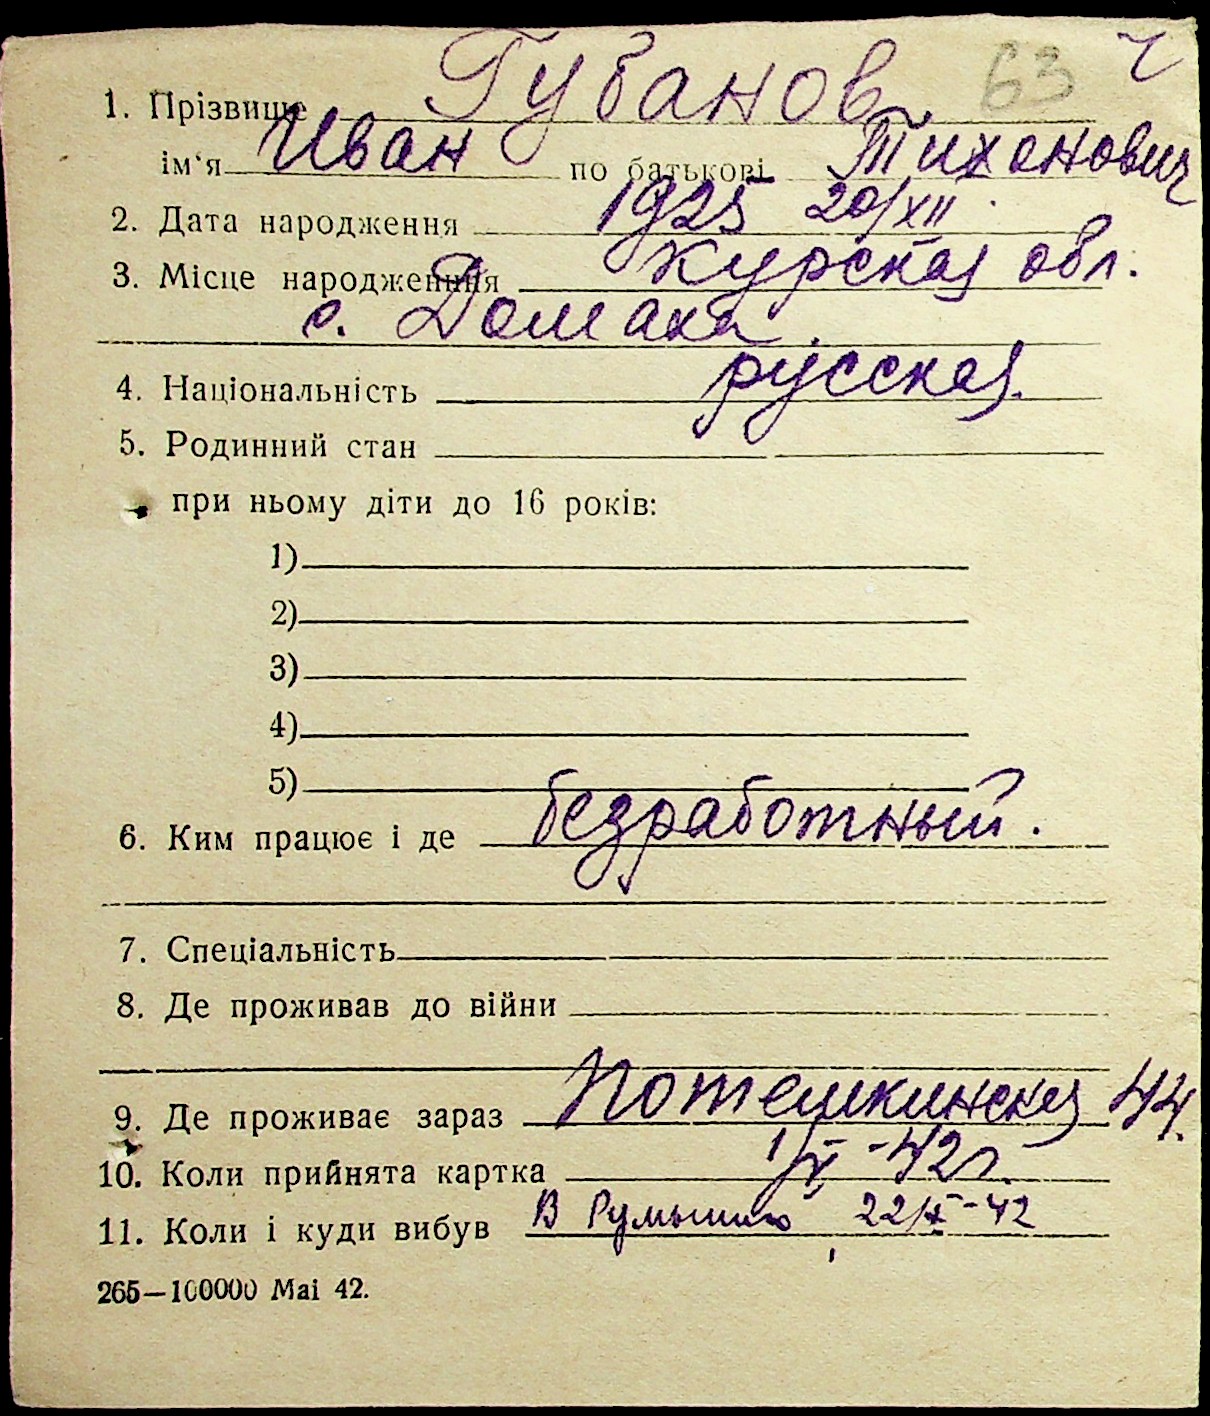 63 ч
1. Прізвище Губанов
ім'я Иван по батькові Тихонович
2. Дата народження 1925 20/XII
3. Місце народження Курская обл.
с.
4. Національність русская.
5. Родинний стан
при ньому діти до 16 років:
1)
2)
3)
4)
5)
6. Ким працює і де безработный.
7. Спеціальність
8. Де проживав до війни
9. Де проживає зараз Потемкинская 44.
10. Коли прийнята картка 1/X -42г.
11. Коли і куди вибув В Румынию 22/X-42
265—100000 Mai 42.